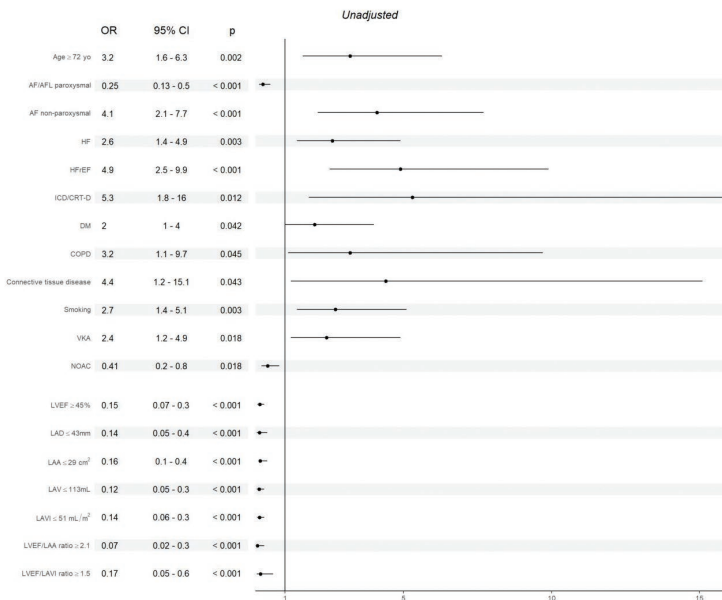 Unadjusted
OR 95% CI p
Age ≥ 72 yo 3.2 1.6 - 6.3 0.002
AF/AFL paroxysmal 0.25 0.13 - 0.5 < 0.001
AF non-paroxysmal 4.1 2.1 - 7.7 < 0.001
HF 2.6 1.4 - 4.9 0.003
HFrEF 4.9 2.5 - 9.9 < 0.001
ICD/CRT-D 5.3 1.8 - 16 0.012
DM 2 1 - 4 0.042
COPD 3.2 1.1 - 9.7 0.045
Connective tissue disease 4.4 1.2 - 15.1 0.043
Smoking 2.7 1.4 - 5.1 0.003
VKA 2.4 1.2 - 4.9 0.018
NOAC 0.41 0.2 - 0.8 0.018
LVEF ≥ 45% 0.15 0.07 - 0.3 < 0.001
LAD ≤ 43mm 0.14 0.05 - 0.4 < 0.001
LAA ≤ 29 cm² 0.16 0.1 - 0.4 < 0.001
LAV ≤ 113mL 0.12 0.05 - 0.3 < 0.001
LAVI ≤ 51 mL/m² 0.14 0.06 - 0.3 < 0.001
LVEF/LAA ratio ≥ 2.1 0.07 0.02 - 0.3 < 0.001
LVEF/LAVI ratio ≥ 1.5 0.17 0.05 - 0.6 < 0.001
1 5 10 15